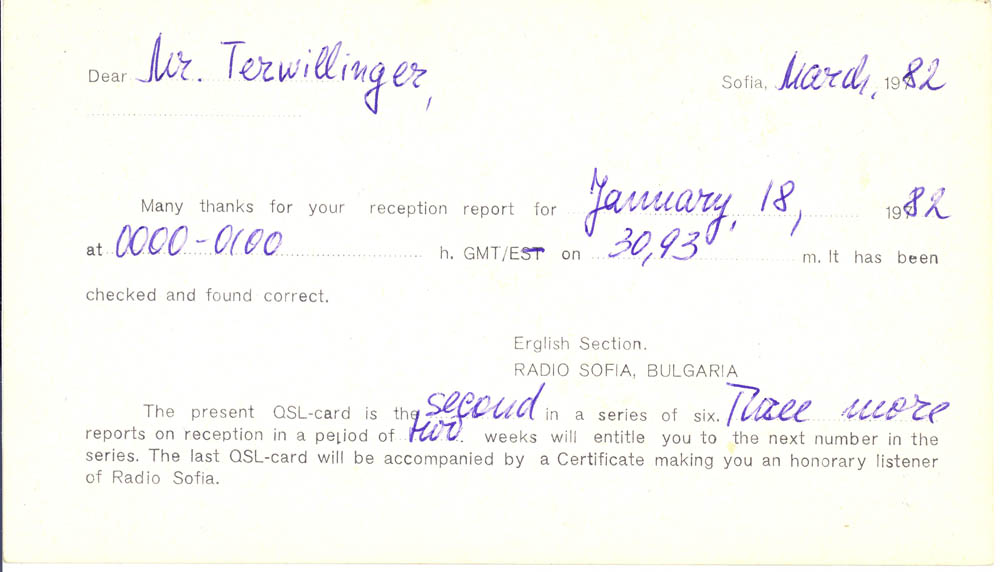 Dear Mr. Terwillinger,
Sofia, March, 1982
Many thanks for your reception report for January, 18, 1982
at 0000-0100 h. GMT/EST on 30,93 m. It has been
checked and found correct.
Erglish Section.
RADIO SOFIA, BULGARIA
The present QSL-card is the second in a series of six. Three more
reports on reception in a period of two. weeks will entitle you to the next number in the
series. The last QSL-card will be accompanied by a Certificate making you an honorary listener
of Radio Sofia.